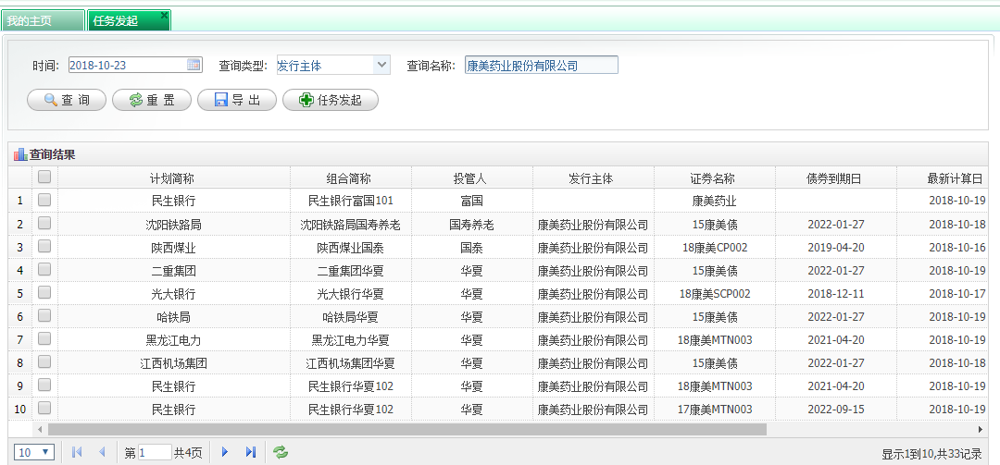 我的主页 任务发起
时间: 2018-10-23 查询类型: 发行主体 查询名称: 康美药业股份有限公司
查 询 重 置 导 出 任务发起
查询结果
计划简称 组合简称 投管人 发行主体 证券名称 债券到期日 最新计算日
1 民生银行 民生银行富国101 富国 康美药业 2018-10-19
2 沈阳铁路局 沈阳铁路局国寿养老 国寿养老 康美药业股份有限公司 15康美债 2022-01-27 2018-10-18
3 陕西煤业 陕西煤业国泰 国泰 康美药业股份有限公司 18康美CP002 2019-04-20 2018-10-16
4 二重集团 二重集团华夏 华夏 康美药业股份有限公司 15康美债 2022-01-27 2018-10-19
5 光大银行 光大银行华夏 华夏 康美药业股份有限公司 18康美SCP002 2018-12-11 2018-10-17
6 哈铁局 哈铁局华夏 华夏 康美药业股份有限公司 15康美债 2022-01-27 2018-10-19
7 黑龙江电力 黑龙江电力华夏 华夏 康美药业股份有限公司 18康美MTN003 2021-04-20 2018-10-19
8 江西机场集团 江西机场集团华夏 华夏 康美药业股份有限公司 15康美债 2022-01-27 2018-10-18
9 民生银行 民生银行华夏102 华夏 康美药业股份有限公司 18康美MTN003 2021-04-20 2018-10-19
10 民生银行 民生银行华夏102 华夏 康美药业股份有限公司 17康美MTN003 2022-09-15 2018-10-19
10 第 1 共4页 显示1到10,共33记录